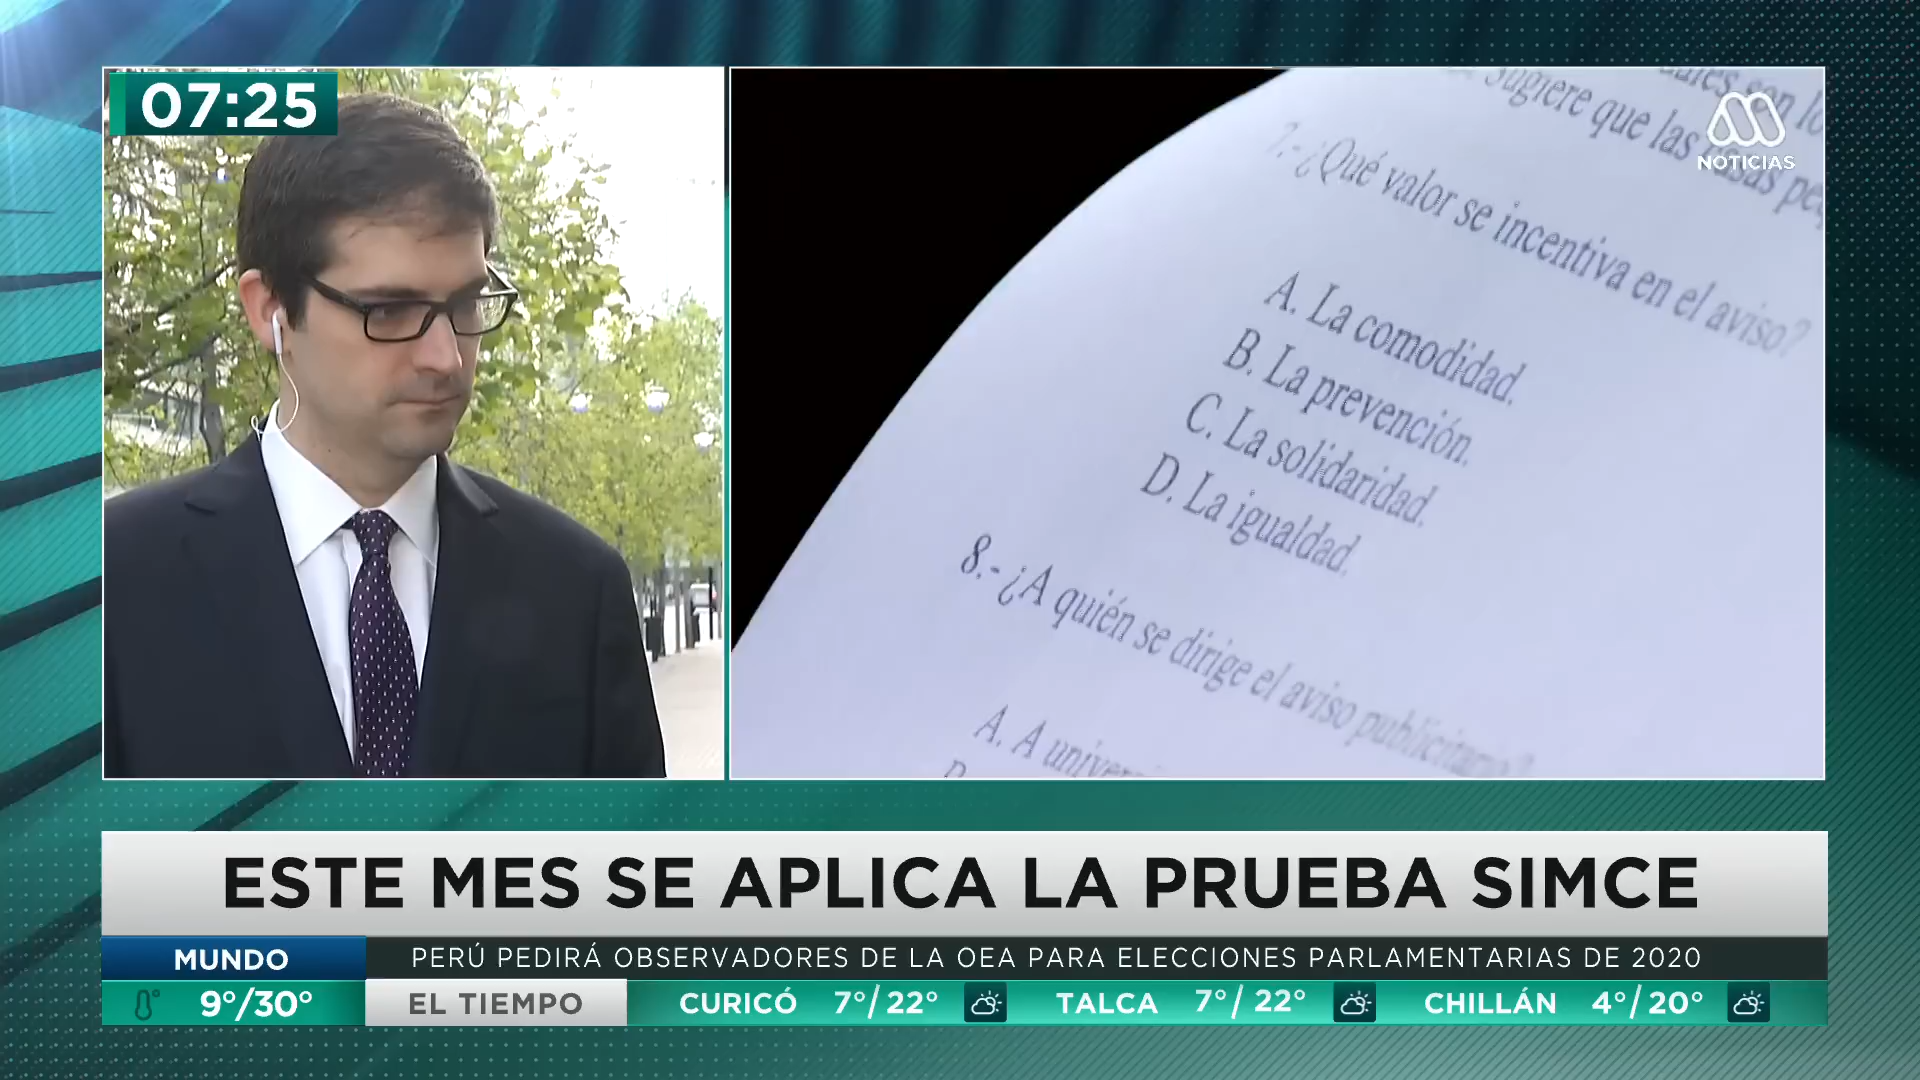 07:25
NOTICIAS
Sugiere que las
7.- ¿Qué valor se incentiva en el aviso?
A. La comodidad.
B. La prevención.
C. La solidaridad.
D. La igualdad.
8.- ¿A quién se dirige el aviso publicitario?
A. A
ESTE MES SE APLICA LA PRUEBA SIMCE
MUNDO PERÚ PEDIRÁ OBSERVADORES DE LA OEA PARA ELECCIONES PARLAMENTARIAS DE 2020
9°/30° EL TIEMPO CURICÓ 7°/22° TALCA 7°/22° CHILLÁN 4°/20°